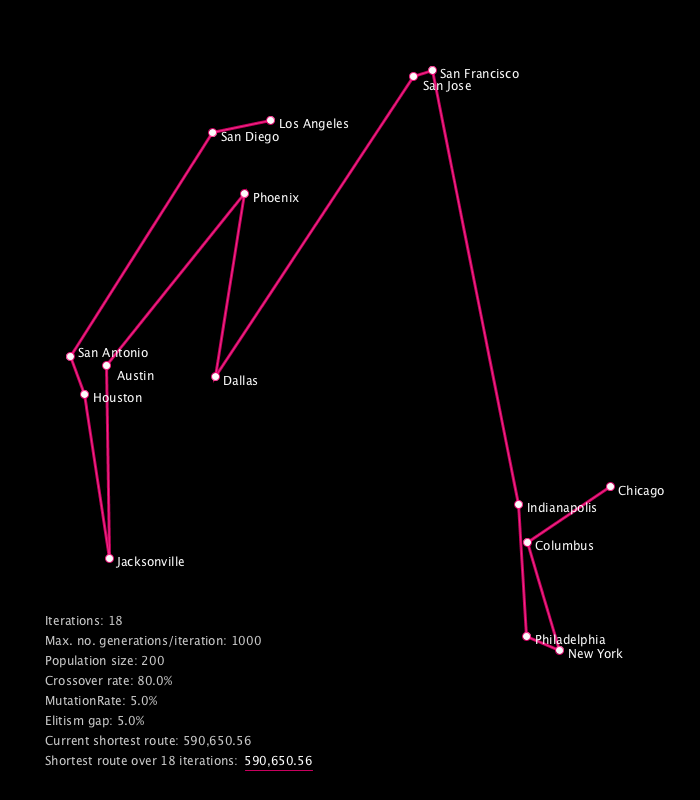 San Francisco
San Jose
Los Angeles
San Diego
Phoenix
San Antonio
Austin
Dallas
Houston
Chicago
Indianapolis
Columbus
Jacksonville
Philadelphia
New York
Iterations: 18
Max. no. generations/iteration: 1000
Population size: 200
Crossover rate: 80.0%
MutationRate: 5.0%
Elitism gap: 5.0%
Current shortest route: 590,650.56
Shortest route over 18 iterations: 590,650.56